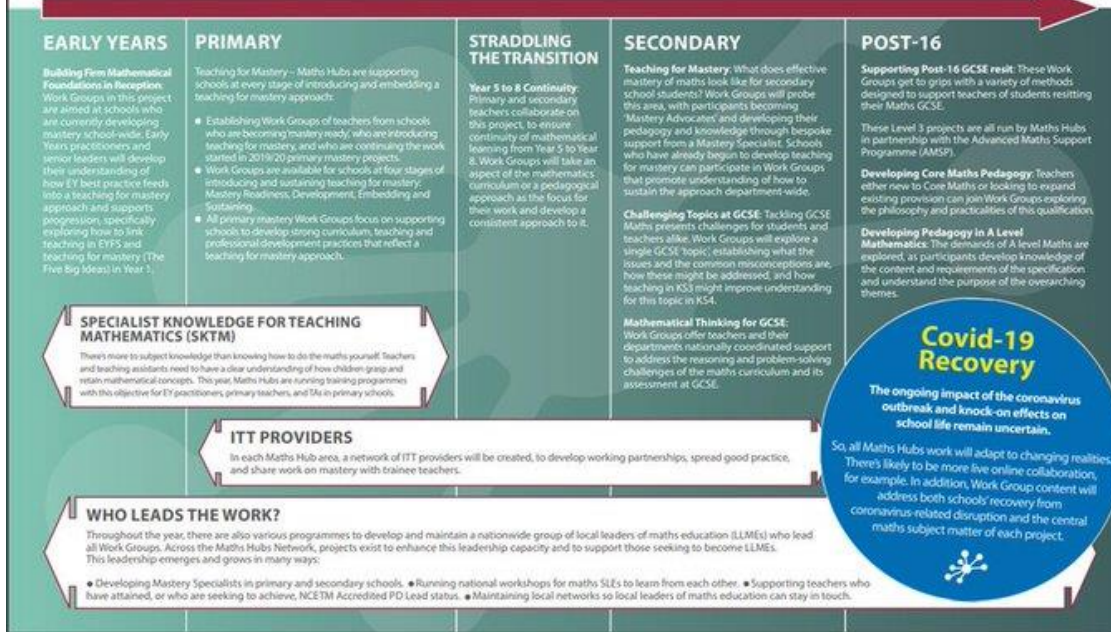 EARLY YEARS
Building Firm Mathematical
Foundations in Reception:
Work Groups in this project
are aimed at schools who
are currently developing
mastery school-wide. Early
Years practitioners and
senior leaders will develop
their understanding of
how EY best practice feeds
into a teaching for mastery
approach and supports
progression, specifically
exploring how to link
teaching in EYFS and
teaching for mastery (The
Five Big Ideas) in Year 1.
PRIMARY
Teaching for Mastery – Maths Hubs are supporting
schools at every stage of introducing and embedding a
teaching for mastery approach:
• Establishing Work Groups of teachers from schools
who are becoming 'mastery ready', who are introducing
teaching for mastery, and who are continuing the work
started in 2019/20 primary mastery projects.
• Work Groups are available for schools at four stages of
introducing and sustaining teaching for mastery:
Mastery Readiness, Development, Embedding and
Sustaining.
• All primary mastery Work Groups focus on supporting
schools to develop strong curriculum, teaching and
professional development practices that reflect a
teaching for mastery approach.
STRADDLING
THE TRANSITION
Year 5 to 8 Continuity:
Primary and secondary
teachers collaborate on
this project, to ensure
continuity of mathematical
learning from Year 5 to Year
8. Work Groups will take an
aspect of the mathematics
curriculum or a pedagogical
approach as the focus for
their work and develop a
consistent approach to it.
SECONDARY
Teaching for Mastery: What does effective
mastery of maths look like for secondary
school students? Work Groups will probe
this area, with participants becoming
'Mastery Advocates' and developing their
pedagogy and knowledge through bespoke
support from a Mastery Specialist. Schools
who have already begun to develop teaching
for mastery can participate in Work Groups
that promote understanding of how to
sustain the approach department-wide.
Challenging Topics at GCSE: Tackling GCSE
Maths presents challenges for students and
teachers alike. Work Groups will explore a
single GCSE 'topic', establishing what the
issues and the common misconceptions are,
how these might be addressed, and how
teaching in KS3 might improve understanding
for this topic in KS4.
Mathematical Thinking for GCSE:
Work Groups offer teachers and their
departments nationally coordinated support
to address the reasoning and problem-solving
challenges of the maths curriculum and its
assessment at GCSE.
POST-16
Supporting Post-16 GCSE resit: These Work
Groups get to grips with a variety of methods
designed to support teachers of students resitting
their Maths GCSE.
These Level 3 projects are all run by Maths Hubs
in partnership with the Advanced Maths Support
Programme (AMSP).
Developing Core Maths Pedagogy: Teachers
either new to Core Maths or looking to expand
existing provision can join Work Groups exploring
the philosophy and practicalities of this qualification.
Developing Pedagogy in A Level
Mathematics: The demands of A level Maths are
explored, as participants develop knowledge of
the content and requirements of the specification
and understand the purpose of the overarching
themes.
SPECIALIST KNOWLEDGE FOR TEACHING
MATHEMATICS (SKTM)
There's more to subject knowledge than knowing how to do the maths yourself. Teachers
and teaching assistants need to have a clear understanding of how children grasp and
retain mathematical concepts. This year, Maths Hubs are running training programmes
with this objective for EY practitioners, primary teachers, and TAs in primary schools.
ITT PROVIDERS
In each Maths Hub area, a network of ITT providers will be created, to develop working partnerships, spread good practice,
and share work on mastery with trainee teachers.
WHO LEADS THE WORK?
Throughout the year, there are also various programmes to develop and maintain a nationwide group of local leaders of maths education (LLMEs) who lead
all Work Groups. Across the Maths Hubs Network, projects exist to enhance this leadership capacity and to support those seeking to become LLMEs.
This leadership emerges and grows in many ways:
• Developing Mastery Specialists in primary and secondary schools. • Running national workshops for maths SLEs to learn from each other. • Supporting teachers who
have attained, or who are seeking to achieve, NCETM Accredited PD Lead status. • Maintaining local networks so local leaders of maths education can stay in touch.
Covid-19
Recovery
The ongoing impact of the coronavirus
outbreak and knock-on effects on
school life remain uncertain.
So, all Maths Hubs work will adapt to changing realities.
There's likely to be more live online collaboration,
for example. In addition, Work Group content will
address both schools' recovery from
coronavirus-related disruption and the central
maths subject matter of each project.